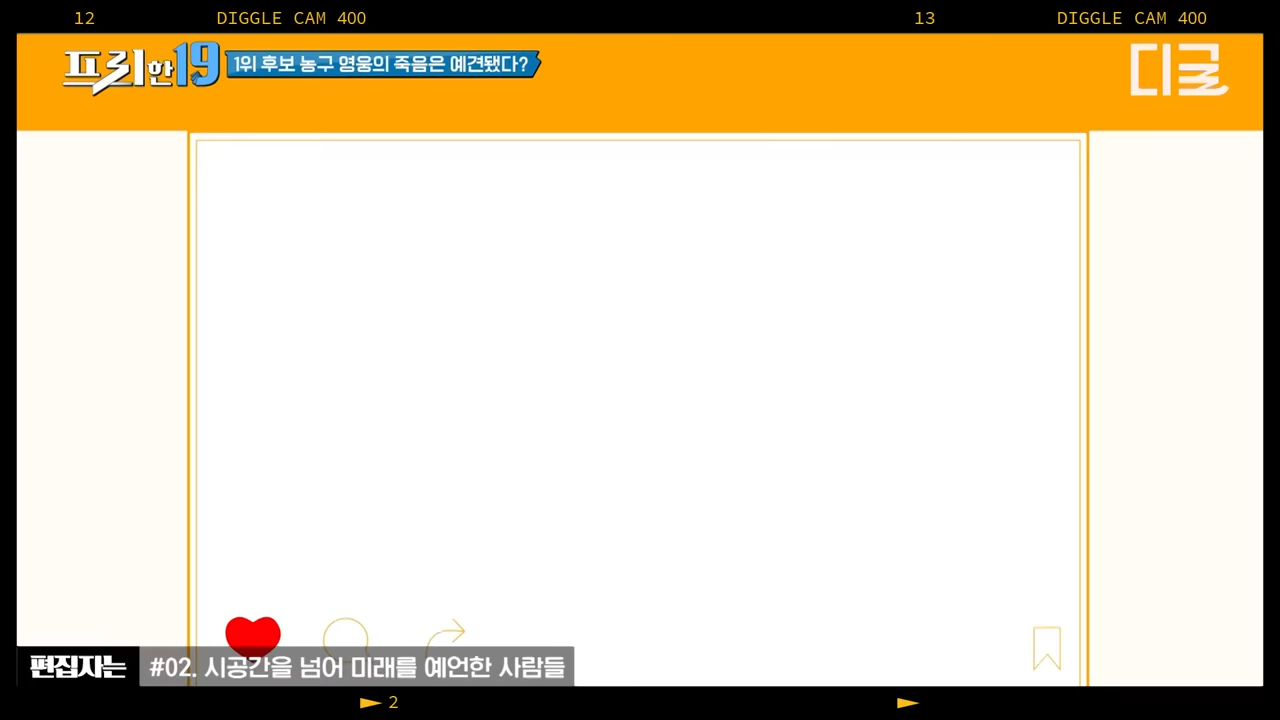 12 DIGGLE CAM 400 13 DIGGLE CAM 400
프리한19 1위 후보 농구 영웅의 죽음은 예견됐다? 디글
편집자는 #02. 시공간을 넘어 미래를 예언한 사람들
2